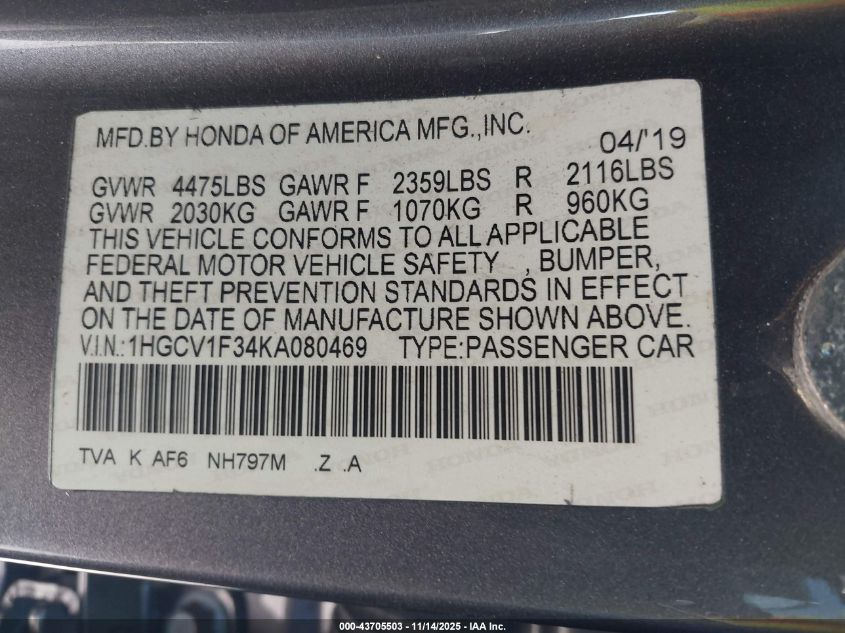 MFD.BY HONDA OF AMERICA MFG.,INC. 04/'19
GVWR 4475LBS GAWR F 2359LBS R 2116LBS
GVWR 2030KG GAWR F 1070KG R 960KG
THIS VEHICLE CONFORMS TO ALL APPLICABLE
FEDERAL MOTOR VEHICLE SAFETY , BUMPER,
AND THEFT PREVENTION STANDARDS IN EFFECT
ON THE DATE OF MANUFACTURE SHOWN ABOVE.
V.I.N.:1HGCV1F34KA080469 TYPE:PASSENGER CAR
TVA K AF6 NH797M .Z .A
000-43705503 - 11/14/2025 - IAA Inc.